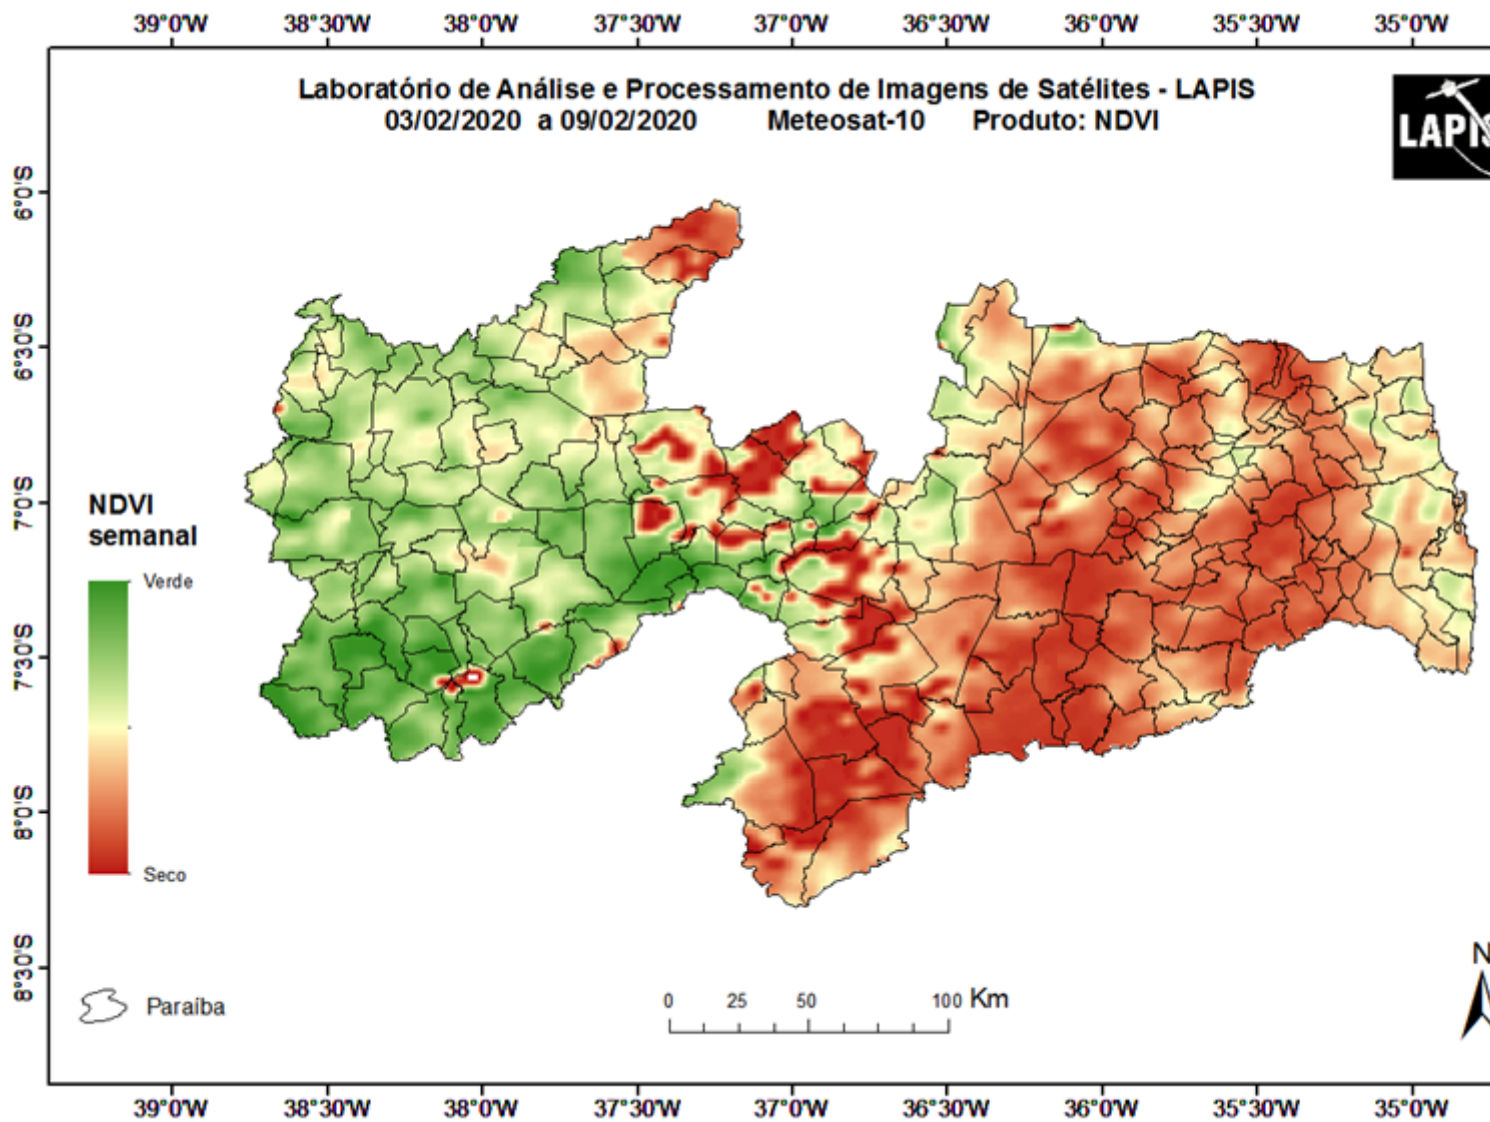 39°0'W 38°30'W 38°0'W 37°30'W 37°0'W 36°30'W 36°0'W 35°30'W 35°0'W
Laboratório de Análise e Processamento de Imagens de Satélites - LAPIS
03/02/2020 a 09/02/2020 Meteosat-10 Produto: NDVI
LAPIS
6°0'S
6°30'S
7°0'S
7°30'S
8°0'S
8°30'S
NDVI
semanal
Verde
Seco
Paraíba
0 25 50 100 Km
N
39°0'W 38°30'W 38°0'W 37°30'W 37°0'W 36°30'W 36°0'W 35°30'W 35°0'W